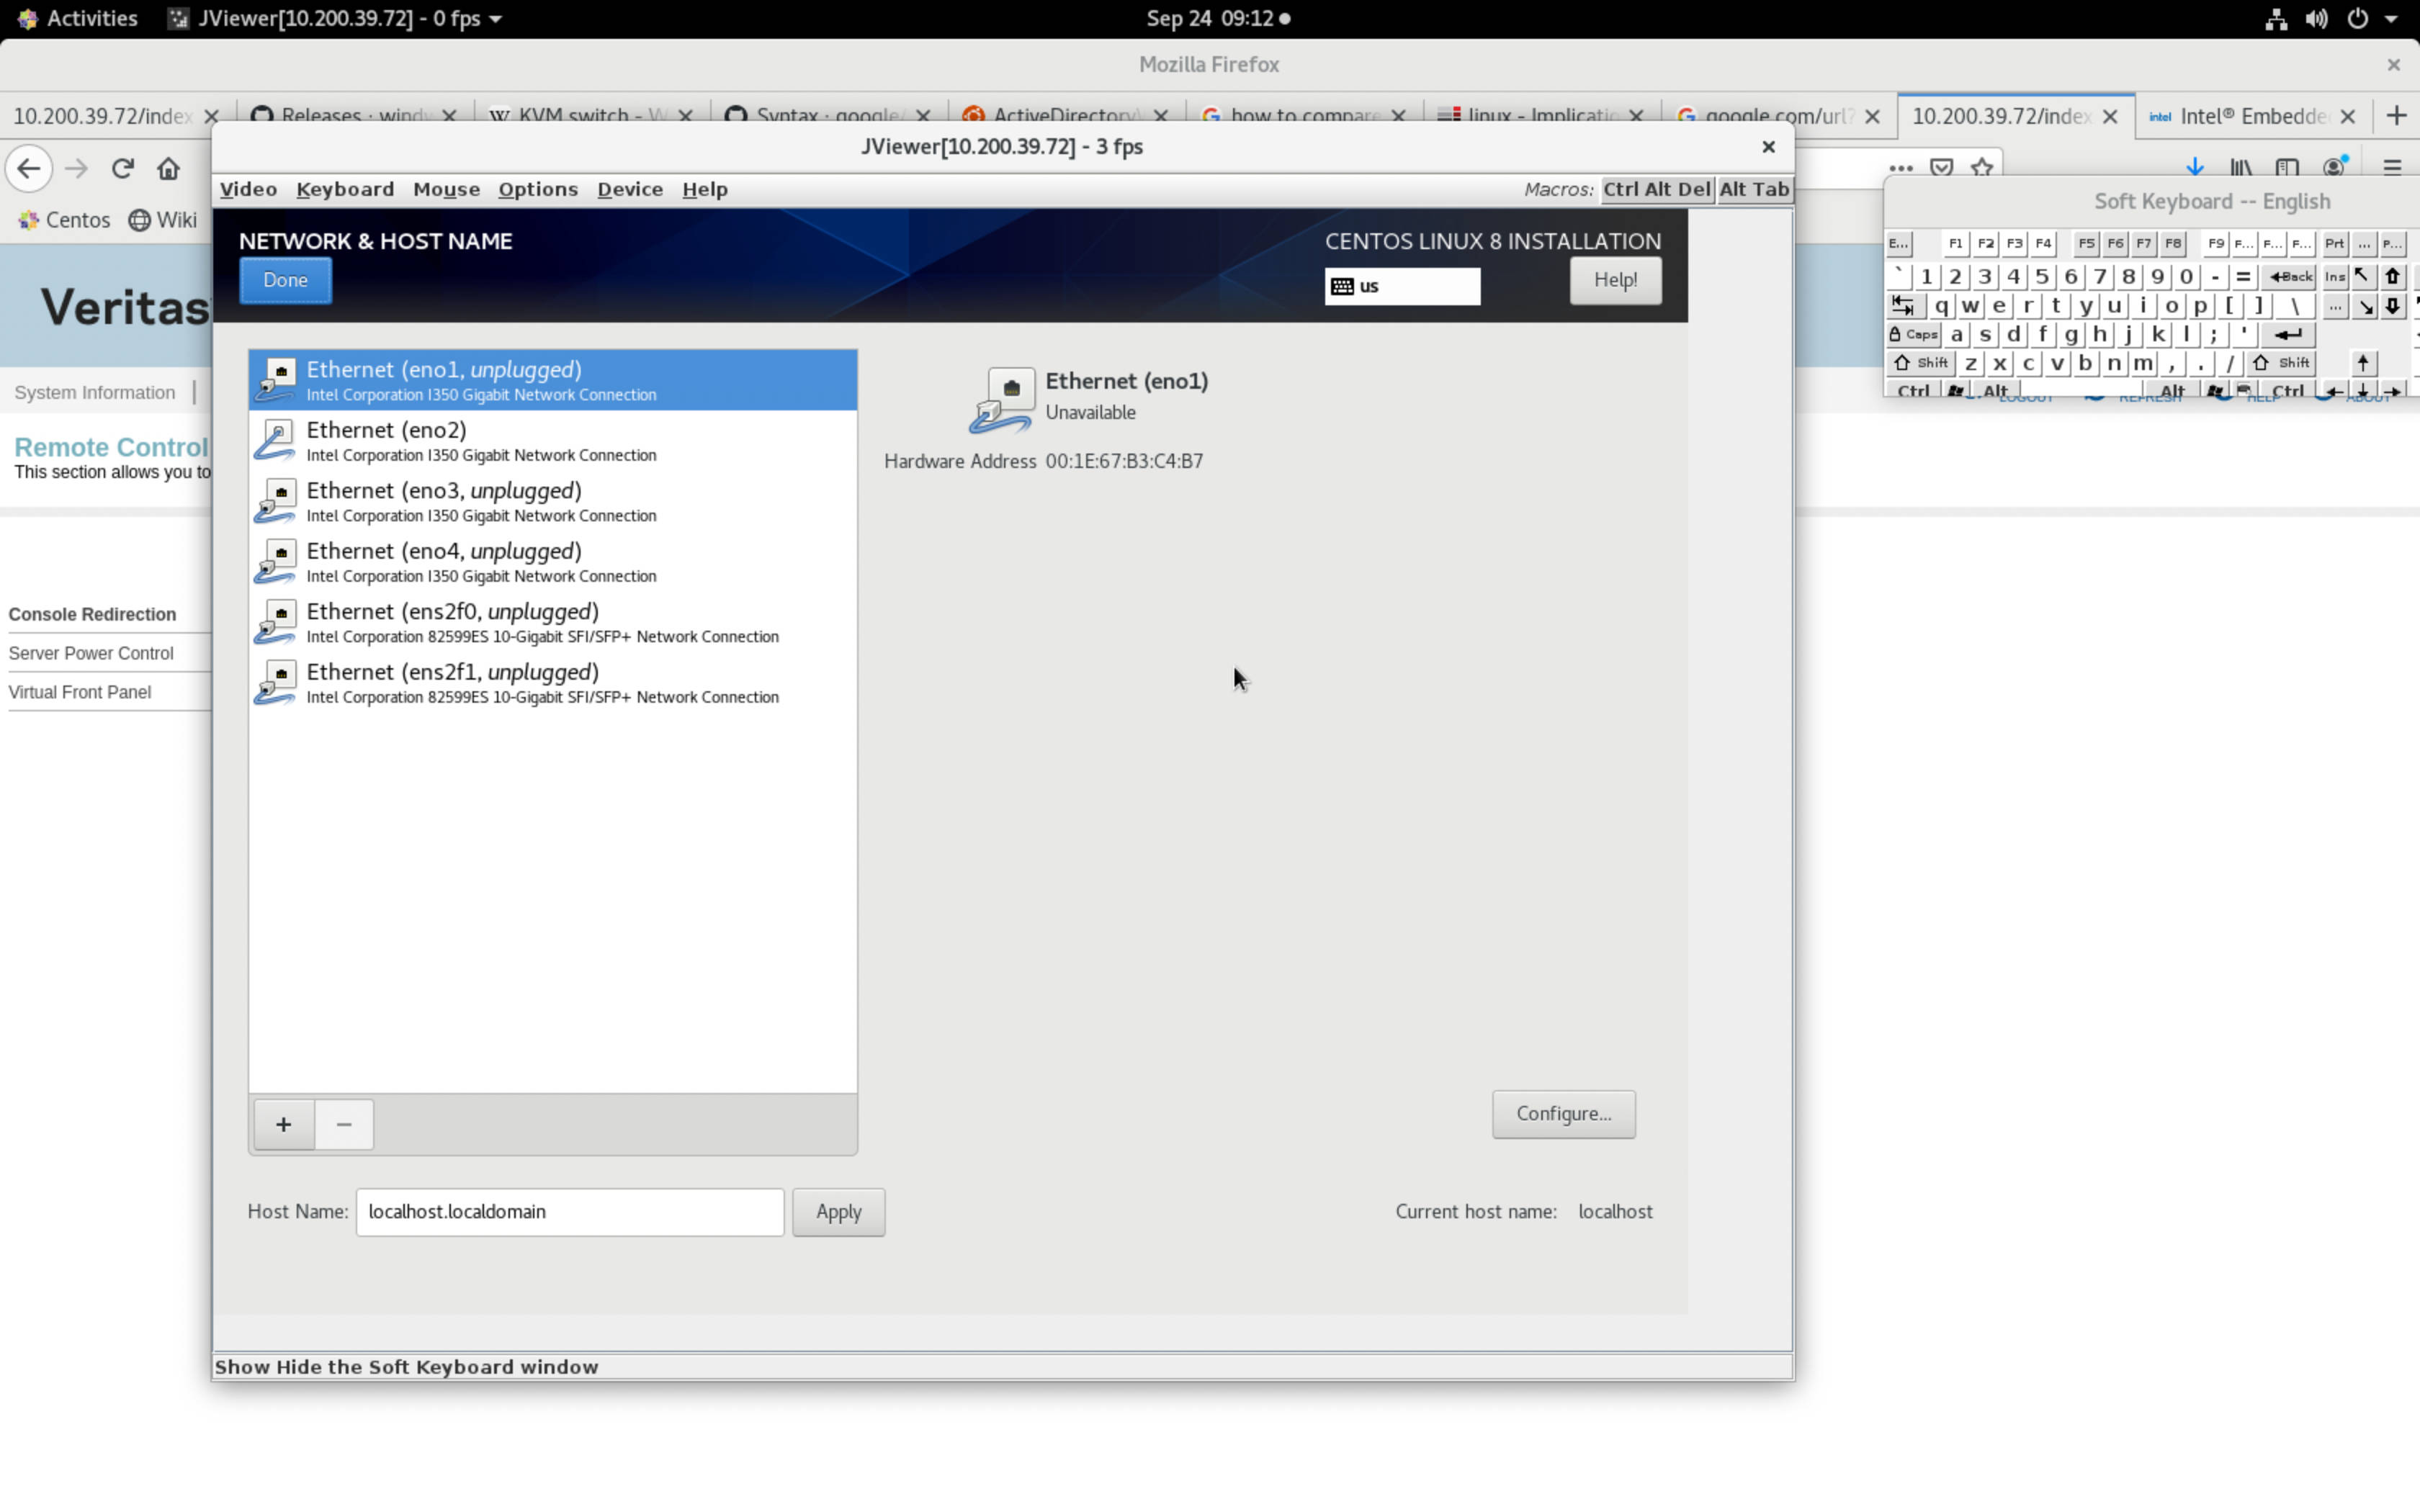 Activities JViewer[10.200.39.72] - 0 fps Sep 24 09:12
Mozilla Firefox
10.200.39.72/index Releases · wind KVM switch - W Syntax · google/ ActiveDirectory\ how to compare linux - Implicatio google.com/url? 10.200.39.72/index intel Intel® Embedde
JViewer[10.200.39.72] - 3 fps
Video Keyboard Mouse Options Device Help Macros: Ctrl Alt Del Alt Tab
Centos Wiki
Soft Keyboard -- English
E... F1 F2 F3 F4 F5 F6 F7 F8 F9 F... F... F... Prt ... P...
` 1 2 3 4 5 6 7 8 9 0 - = Back Ins
q w e r t y u i o p [ ] \ ...
Caps a s d f g h j k l ; '
Shift z x c v b n m , . / Shift
Ctrl Alt Alt Ctrl
LOGOUT REFRESH HELP ABOUT
Veritas
System Information
Remote Control
This section allows you to
Console Redirection
Server Power Control
Virtual Front Panel
NETWORK & HOST NAME
Done
CENTOS LINUX 8 INSTALLATION
us
Help!
Ethernet (eno1, unplugged)
Intel Corporation I350 Gigabit Network Connection
Ethernet (eno2)
Intel Corporation I350 Gigabit Network Connection
Ethernet (eno3, unplugged)
Intel Corporation I350 Gigabit Network Connection
Ethernet (eno4, unplugged)
Intel Corporation I350 Gigabit Network Connection
Ethernet (ens2f0, unplugged)
Intel Corporation 82599ES 10-Gigabit SFI/SFP+ Network Connection
Ethernet (ens2f1, unplugged)
Intel Corporation 82599ES 10-Gigabit SFI/SFP+ Network Connection
Ethernet (eno1)
Unavailable
Hardware Address 00:1E:67:B3:C4:B7
+ −
Configure...
Host Name: localhost.localdomain Apply
Current host name: localhost
Show Hide the Soft Keyboard window